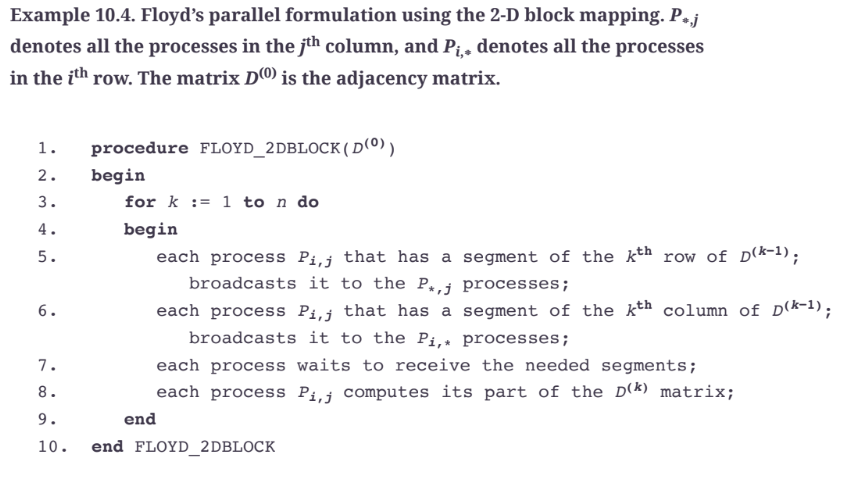 Example 10.4. Floyd’s parallel formulation using the 2-D block mapping. P*,j
denotes all the processes in the jth column, and Pi,* denotes all the processes
in the ith row. The matrix D(0) is the adjacency matrix.
1. procedure FLOYD_2DBLOCK(D(0))
2. begin
3. for k := 1 to n do
4. begin
5. each process Pi,j that has a segment of the kth row of D(k−1);
broadcasts it to the P*,j processes;
6. each process Pi,j that has a segment of the kth column of D(k−1);
broadcasts it to the Pi,* processes;
7. each process waits to receive the needed segments;
8. each process Pi,j computes its part of the D(k) matrix;
9. end
10. end FLOYD_2DBLOCK